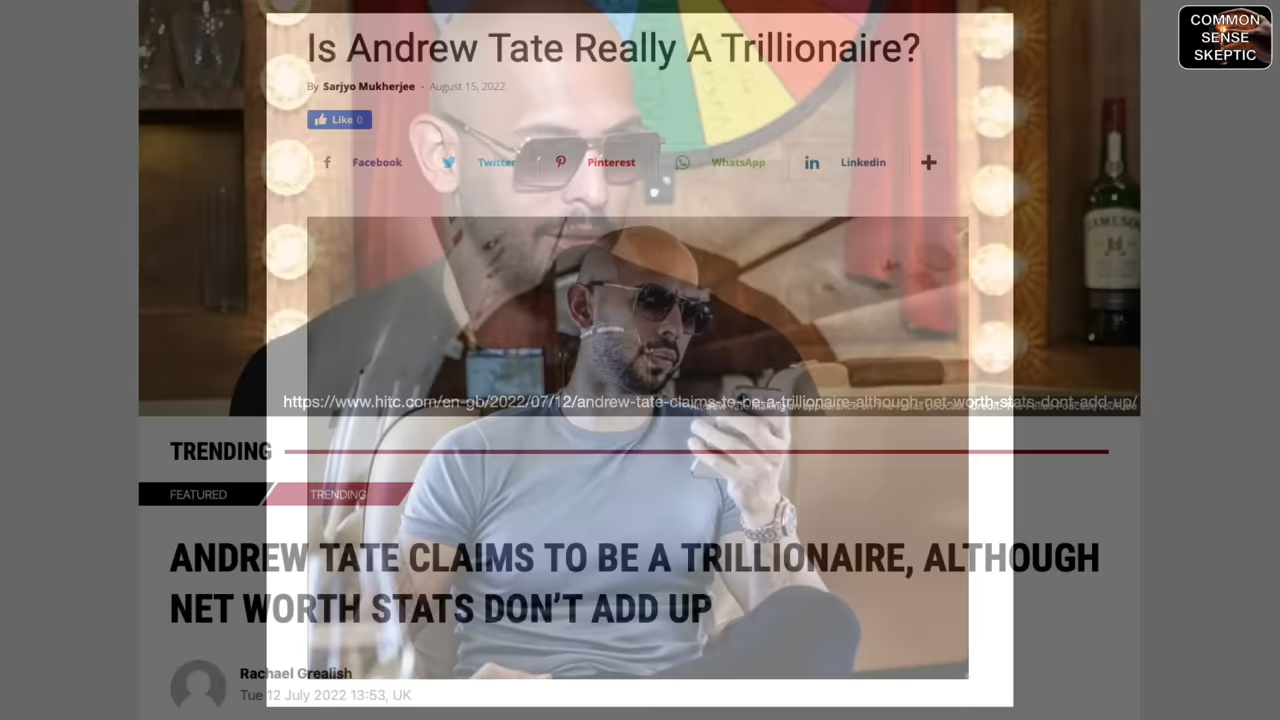 COMMON
SENSE
SKEPTIC
Is Andrew Tate Really A Trillionaire?
By Sarjyo Mukherjee - August 15, 2022
Like 0
Facebook
Twitter
Pinterest
WhatsApp
Linkedin
JAMESON
https://www.hitc.com/en-gb/2022/07/12/andrew-tate-claims-to-be-a-trillionaire-although-net-worth-stats-dont-add-up/
TRENDING
FEATURED
TRENDING
ANDREW TATE CLAIMS TO BE A TRILLIONAIRE, ALTHOUGH
NET WORTH STATS DON'T ADD UP
Rachael Grealish
Tue 12 July 2022 13:53, UK